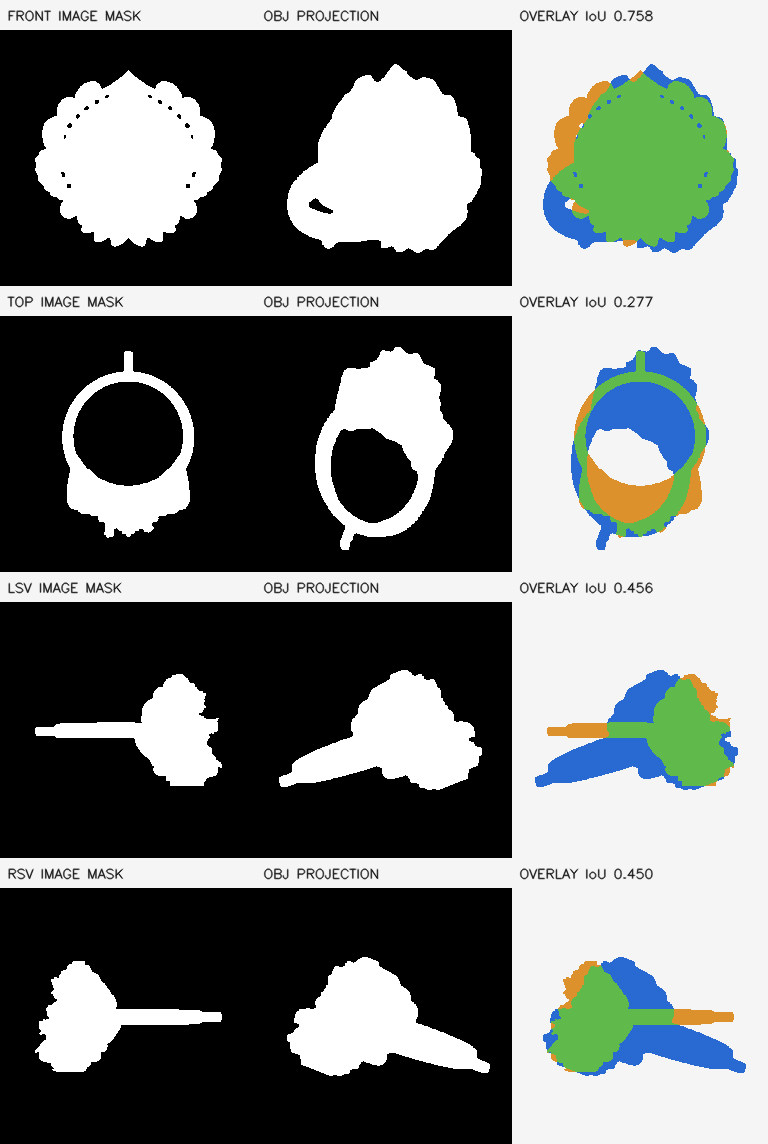 FRONT IMAGE MASK
OBJ PROJECTION
OVERLAY IoU 0.758
TOP IMAGE MASK
OBJ PROJECTION
OVERLAY IoU 0.277
LSV IMAGE MASK
OBJ PROJECTION
OVERLAY IoU 0.456
RSV IMAGE MASK
OBJ PROJECTION
OVERLAY IoU 0.450